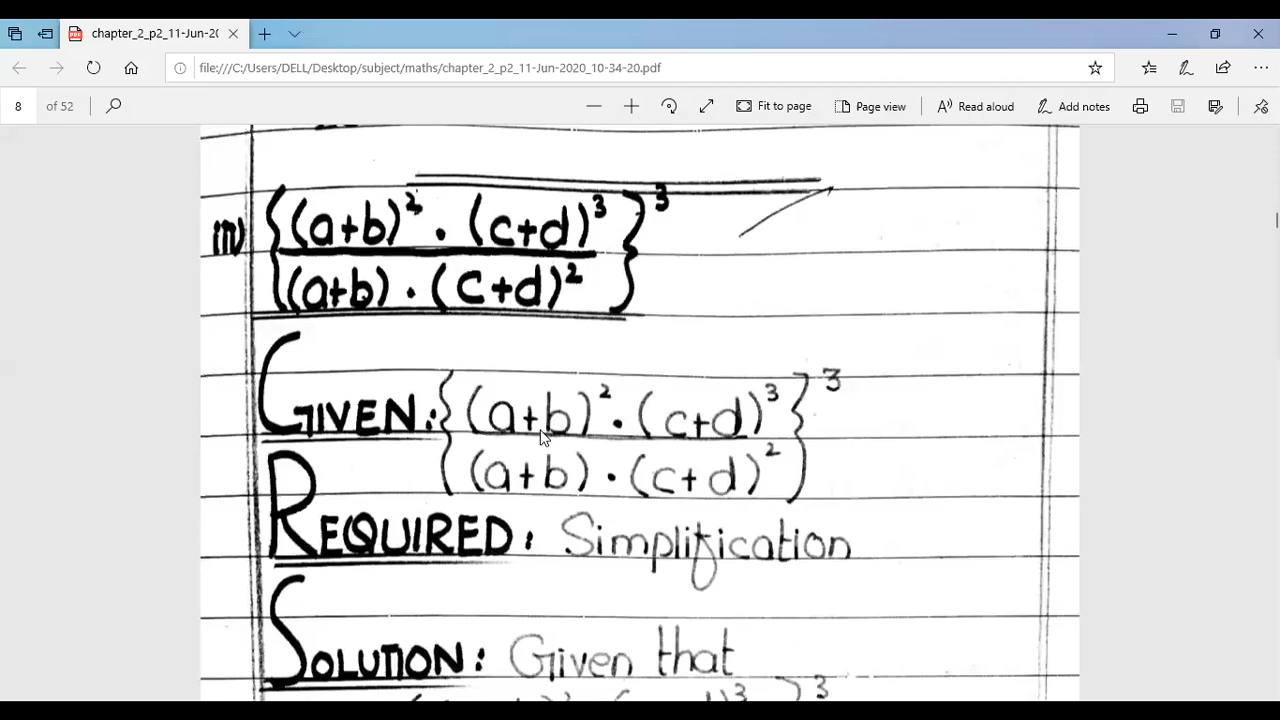 chapter_2_p2_11-Jun-20
file:///C:/Users/DELL/Desktop/subject/maths/chapter_2_p2_11-Jun-2020_10-34-20.pdf
8 of 52 Fit to page Page view Read aloud Add notes
{(a+b)² · (c+d)³}³
{(a+b) · (c+d)²}
GIVEN: {(a+b)² · (c+d)³}³
{(a+b) · (c+d)²}
REQUIRED: Simplification
SOLUTION: Given that